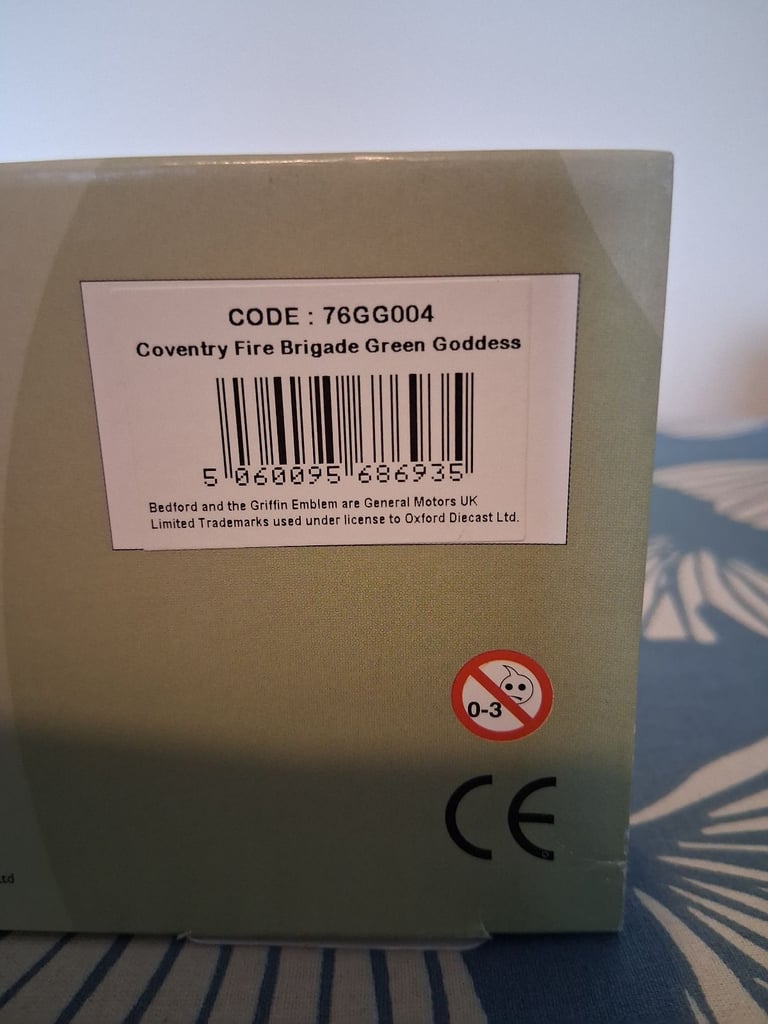 CODE : 76GG004
Coventry Fire Brigade Green Goddess
5 060095 686935
Bedford and the Griffin Emblem are General Motors UK
Limited Trademarks used under license to Oxford Diecast Ltd.
0-3
CE